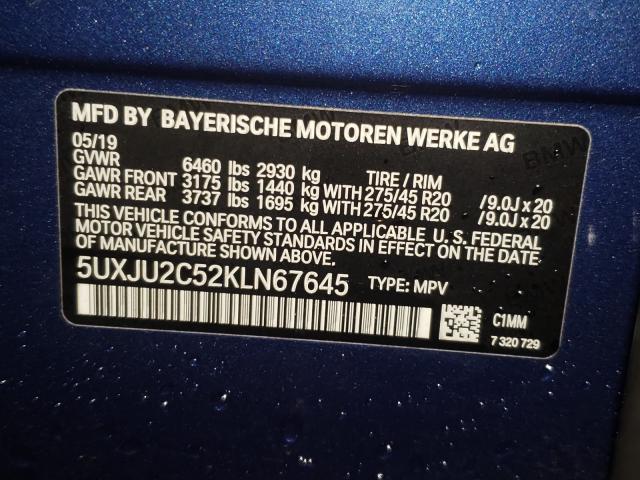 MFD BY BAYERISCHE MOTOREN WERKE AG
05/19
GVWR 6460 lbs 2930 kg TIRE / RIM
GAWR FRONT 3175 lbs 1440 kg WITH 275/45 R20 /9.0J x 20
GAWR REAR 3737 lbs 1695 kg WITH 275/45 R20 /9.0J x 20
THIS VEHICLE CONFORMS TO ALL APPLICABLE U.S. FEDERAL
MOTOR VEHICLE SAFETY STANDARDS IN EFFECT ON THE DATE
OF MANUFACTURE SHOWN ABOVE.
5UXJU2C52KLN67645 TYPE: MPV
C1MM
7 320 729
BMW